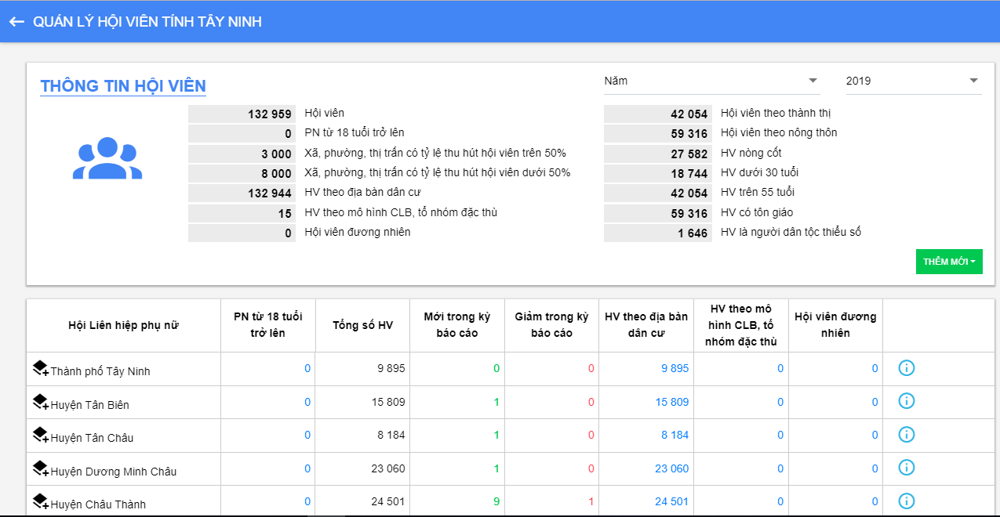 QUÁN LÝ HỘI VIÊN TÍNH TÂY NINH
THÔNG TIN HỘI VIÊN
Năm 2019
132 959 Hội viên
0 PN từ 18 tuổi trở lên
3 000 Xã, phường, thị trấn có tỷ lệ thu hút hội viên trên 50%
8 000 Xã, phường, thị trấn có tỷ lệ thu hút hội viên dưới 50%
132 944 HV theo địa bàn dân cư
15 HV theo mô hình CLB, tổ nhóm đặc thù
0 Hội viên đương nhiên
42 054 Hội viên theo thành thị
59 316 Hội viên theo nông thôn
27 582 HV nòng cốt
18 744 HV dưới 30 tuổi
42 054 HV trên 55 tuổi
59 316 HV có tôn giáo
1 646 HV là người dân tộc thiểu số
THÊM MỚI
Hội Liên hiệp phụ nữ
PN từ 18 tuổi
trở lên
Tổng số HV
Mới trong kỳ
báo cáo
Giảm trong kỳ
báo cáo
HV theo địa bàn
dân cư
HV theo mô
hình CLB, tổ
nhóm đặc thù
Hội viên đương
nhiên
Thành phố Tây Ninh 0 9 895 0 0 9 895 0 0
Huyện Tân Biên 0 15 809 1 0 15 809 0 0
Huyện Tân Châu 0 8 184 1 0 8 184 0 0
Huyện Dương Minh Châu 0 23 060 1 0 23 060 0 0
Huyện Châu Thành 0 24 501 9 1 24 501 0 0